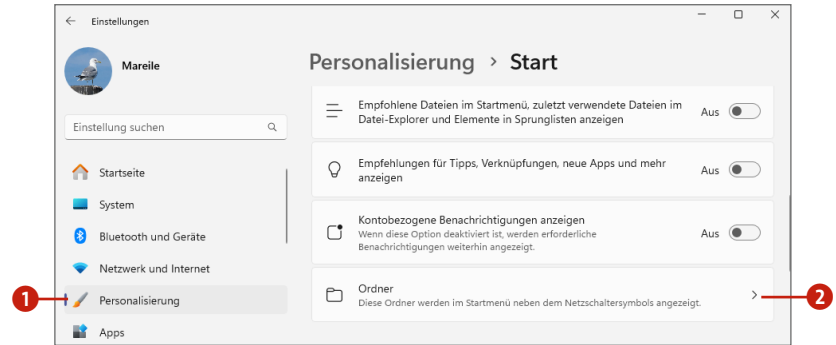 Einstellungen
Mareile
Einstellung suchen
Startseite
System
Bluetooth und Geräte
Netzwerk und Internet
1
Personalisierung
Apps
Personalisierung > Start
Empfohlene Dateien im Startmenü, zuletzt verwendete Dateien im
Datei-Explorer und Elemente in Sprunglisten anzeigen
Aus
Empfehlungen für Tipps, Verknüpfungen, neue Apps und mehr
anzeigen
Aus
Kontobezogene Benachrichtigungen anzeigen
Wenn diese Option deaktiviert ist, werden erforderliche
Benachrichtigungen weiterhin angezeigt.
Aus
Ordner
Diese Ordner werden im Startmenü neben dem Netzschaltersymbols angezeigt.
2